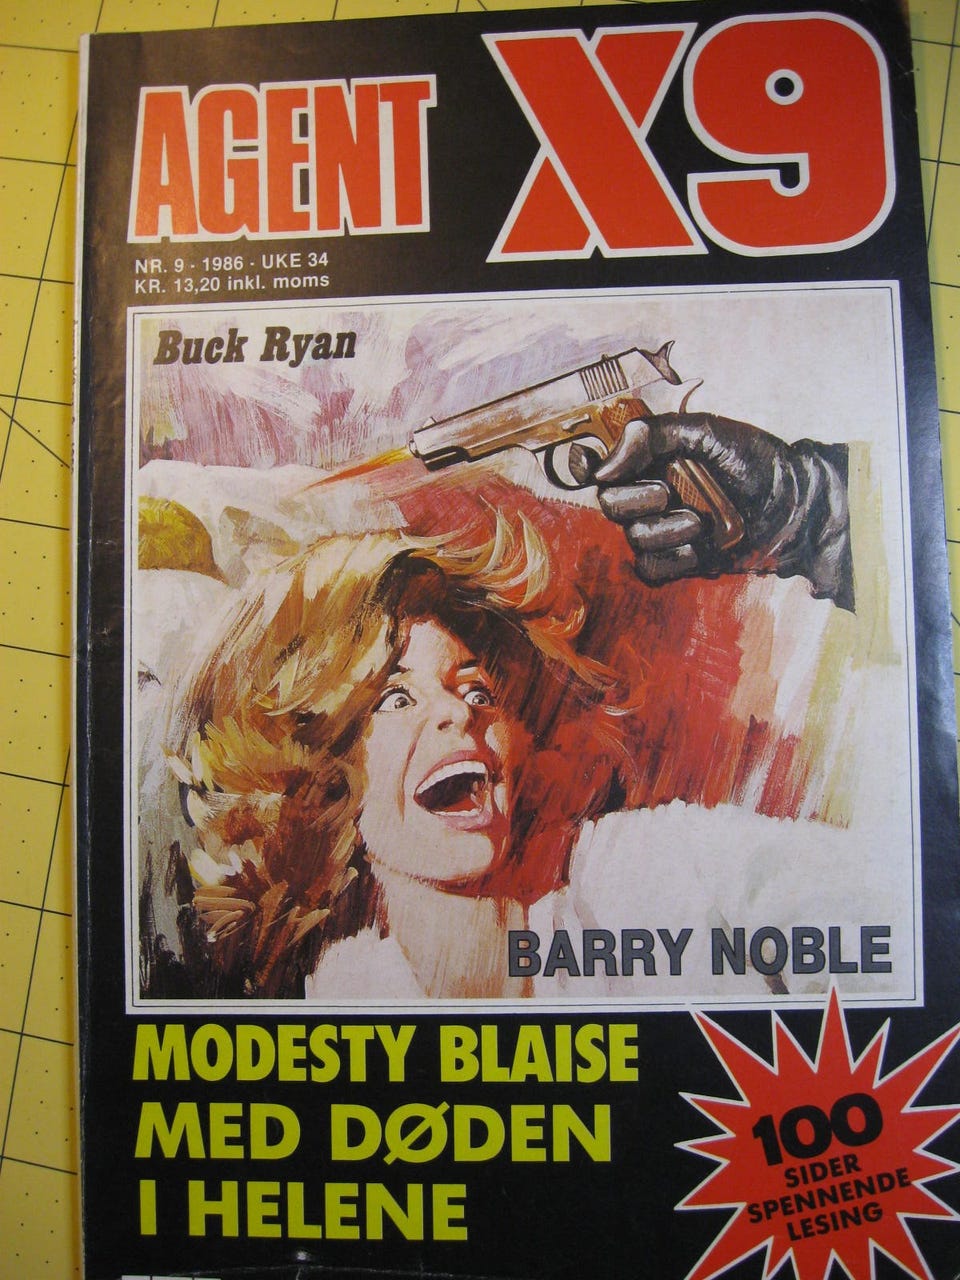 AGENT X9
NR. 9 · 1986 · UKE 34
KR. 13,20 inkl. moms
Buck Ryan
BARRY NOBLE
MODESTY BLAISE
MED DØDEN
I HELENE
100
SIDER
SPENNENDE
LESING